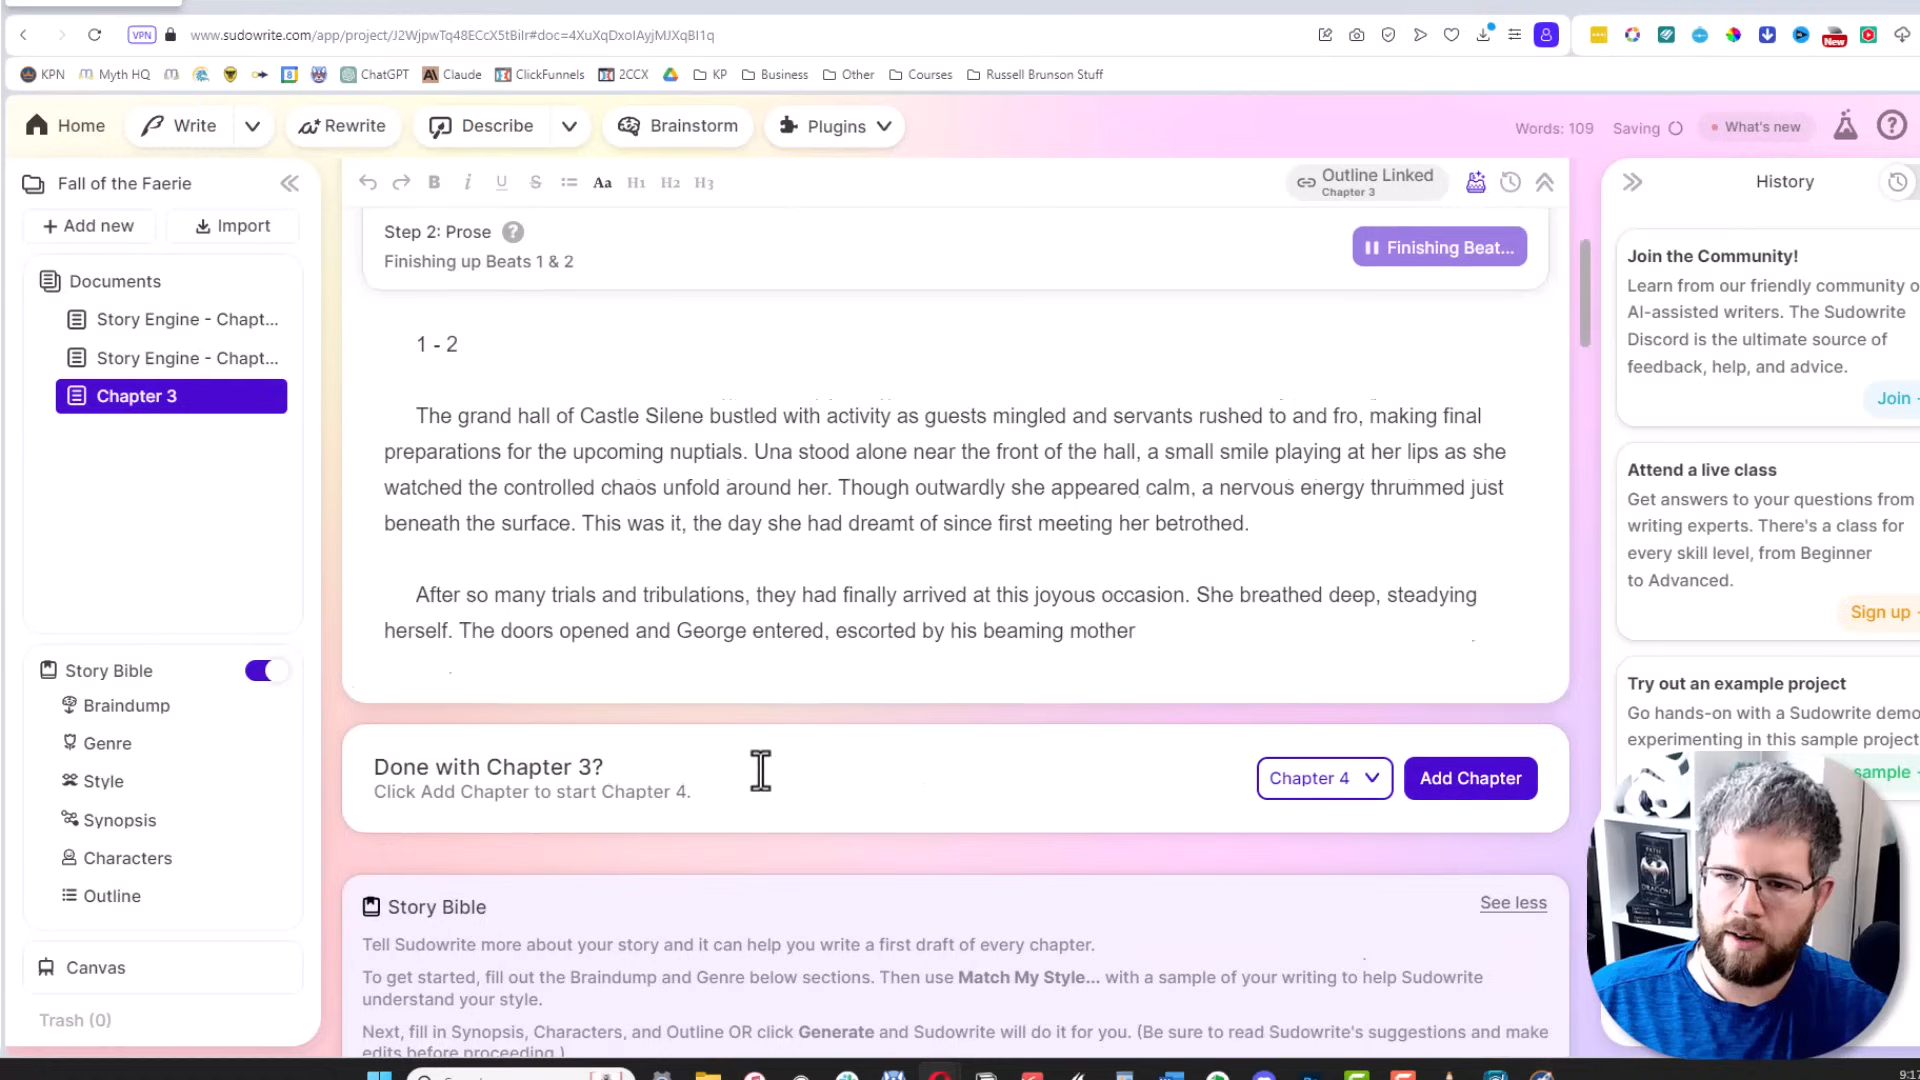 VPN www.sudowrite.com/app/project/J2WjpwTq48ECcX5tBiIr#doc=4XuXqDxoIAyjMJXqBI1q
New
KPN Myth HQ 8 ChatGPT Claude ClickFunnels 2CCX KP Business Other Courses Russell Brunson Stuff
Home Write Rewrite Describe Brainstorm Plugins Words: 109 Saving What's new
Fall of the Faerie
Add new Import
Documents
Story Engine - Chapt...
Story Engine - Chapt...
Chapter 3
Story Bible
Braindump
Genre
Style
Synopsis
Characters
Outline
Canvas
Trash (0)
B i U S Aa H1 H2 H3 Outline Linked
Chapter 3
Step 2: Prose ?
Finishing up Beats 1 & 2
Finishing Beat...
1 - 2
The grand hall of Castle Silene bustled with activity as guests mingled and servants rushed to and fro, making final
preparations for the upcoming nuptials. Una stood alone near the front of the hall, a small smile playing at her lips as she
watched the controlled chaos unfold around her. Though outwardly she appeared calm, a nervous energy thrummed just
beneath the surface. This was it, the day she had dreamt of since first meeting her betrothed.
After so many trials and tribulations, they had finally arrived at this joyous occasion. She breathed deep, steadying
herself. The doors opened and George entered, escorted by his beaming mother
Done with Chapter 3?
Click Add Chapter to start Chapter 4.
Chapter 4 Add Chapter
Story Bible See less
Tell Sudowrite more about your story and it can help you write a first draft of every chapter.
To get started, fill out the Braindump and Genre below sections. Then use Match My Style... with a sample of your writing to help Sudowrite
understand your style.
Next, fill in Synopsis, Characters, and Outline OR click Generate and Sudowrite will do it for you. (Be sure to read Sudowrite's suggestions and make
edits before proceeding.)
History
Join the Community!
Learn from our friendly community o
AI-assisted writers. The Sudowrite
Discord is the ultimate source of
feedback, help, and advice.
Join
Attend a live class
Get answers to your questions from
writing experts. There's a class for
every skill level, from Beginner
to Advanced.
Sign up
Try out an example project
Go hands-on with a Sudowrite demo
experimenting in this sample project
sample
DRAGON
9:17